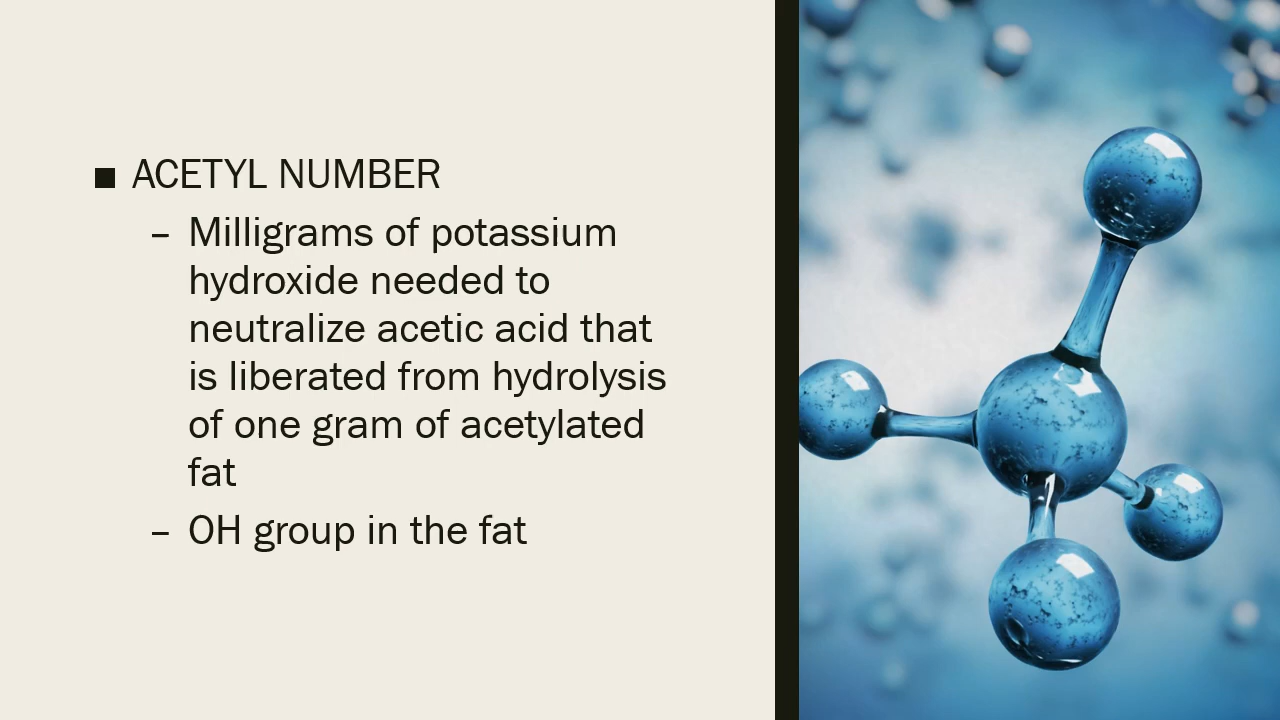 ■ ACETYL NUMBER
– Milligrams of potassium
hydroxide needed to
neutralize acetic acid that
is liberated from hydrolysis
of one gram of acetylated
fat
– OH group in the fat